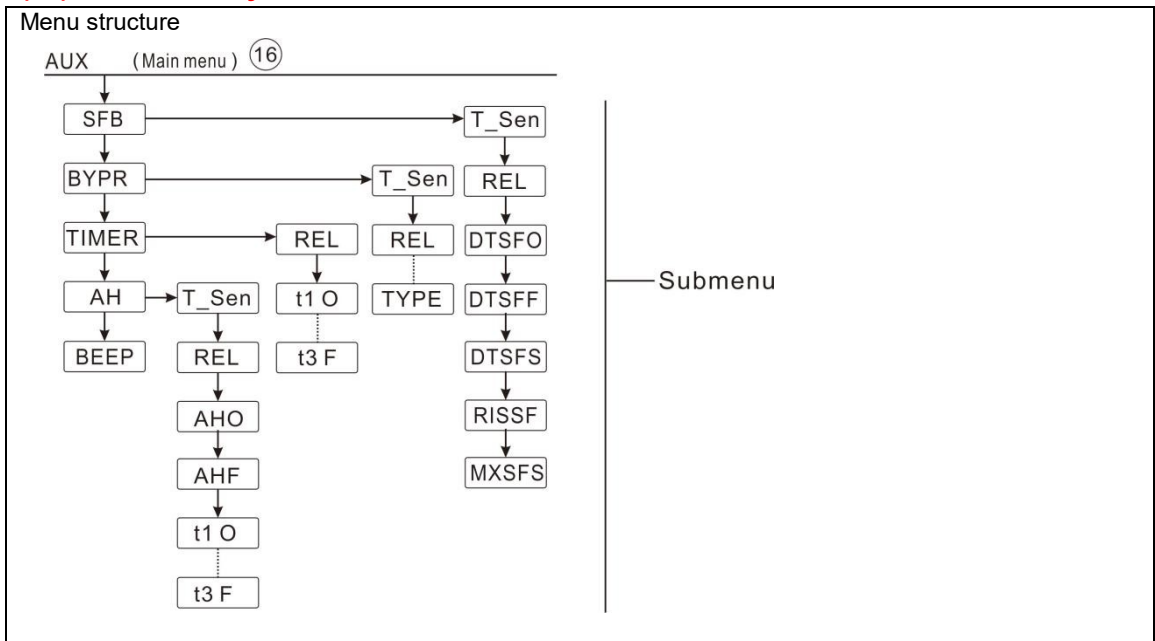 Menu structure
AUX (Main menu) 16
SFB T_Sen
BYPR T_Sen REL
TIMER REL REL DTSFO
AH T_Sen t1 O TYPE DTSFF
Submenu
BEEP REL t3 F DTSFS
AHO RISSF
AHF MXSFS
t1 O
t3 F